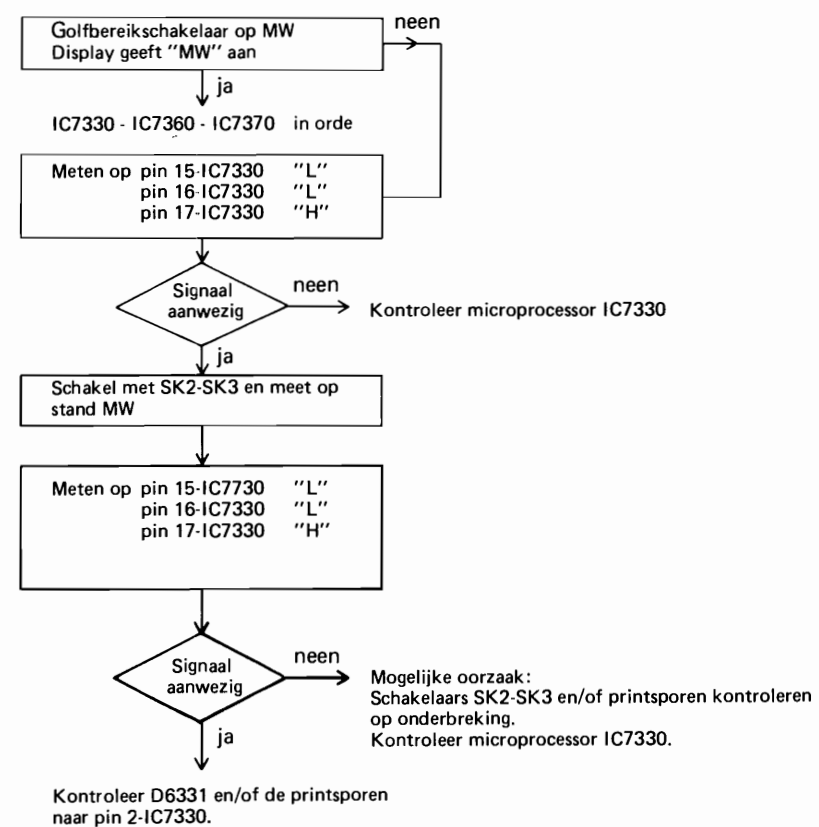 Golfbereikschakelaar op MW
Display geeft "MW" aan
neen
ja
IC7330 - IC7360 - IC7370 in orde
Meten op pin 15-IC7330 "L"
pin 16-IC7330 "L"
pin 17-IC7330 "H"
Signaal
aanwezig
neen
Kontroleer microprocessor IC7330
ja
Schakel met SK2-SK3 en meet op
stand MW
Meten op pin 15-IC7730 "L"
pin 16-IC7330 "L"
pin 17-IC7330 "H"
Signaal
aanwezig
neen
Mogelijke oorzaak:
Schakelaars SK2-SK3 en/of printsporen kontroleren
op onderbreking.
Kontroleer microprocessor IC7330.
ja
Kontroleer D6331 en/of de printsporen
naar pin 2-IC7330.